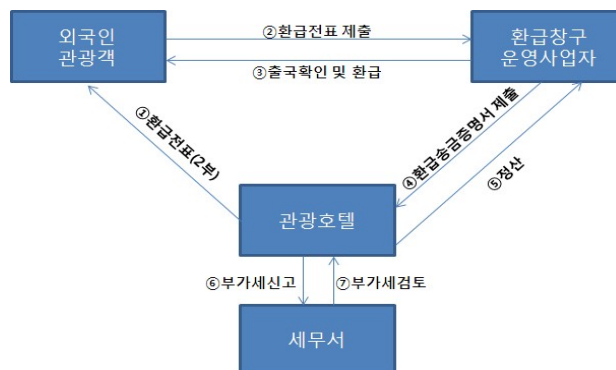 외국인
관광객
②환급전표 제출
③출국확인 및 환급
환급창구
운영사업자
①환급전표(2부)
④환급송금증명서 제출
⑤정산
관광호텔
⑥부가세신고
⑦부가세검토
세무서